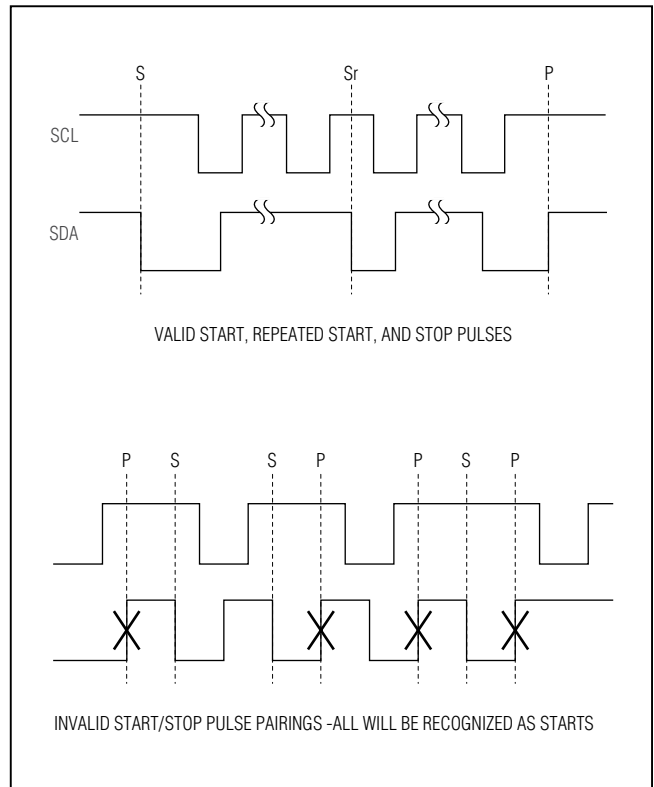 S Sr P
SCL
SDA
VALID START, REPEATED START, AND STOP PULSES
P S S P P S P
INVALID START/STOP PULSE PAIRINGS -ALL WILL BE RECOGNIZED AS STARTS